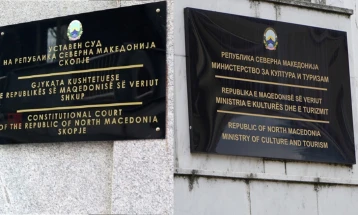 УСТАВЕН СУД
НА РЕПУБЛИКА СЕВЕРНА МАКЕДОНИЈА
СКОПЈЕ
GJYKATA KUSHTETUESE
E REPUBLIKËS SË MAQEDONISË SË VERIUT
SHKUP
CONSTITUTIONAL COURT
OF THE REPUBLIC OF NORTH MACEDONIA
SKOPJE
РЕПУБЛИКА СЕВЕРНА МАКЕДОНИЈА
МИНИСТЕРСТВО ЗА КУЛТУРА И ТУРИЗАМ
REPUBLIKA E MAQEDONISË SË VERIUT
MINISTRIA E KULTURËS DHE E TURIZMIT
REPUBLIC OF NORTH MACEDONIA
MINISTRY OF CULTURE AND TOURISM